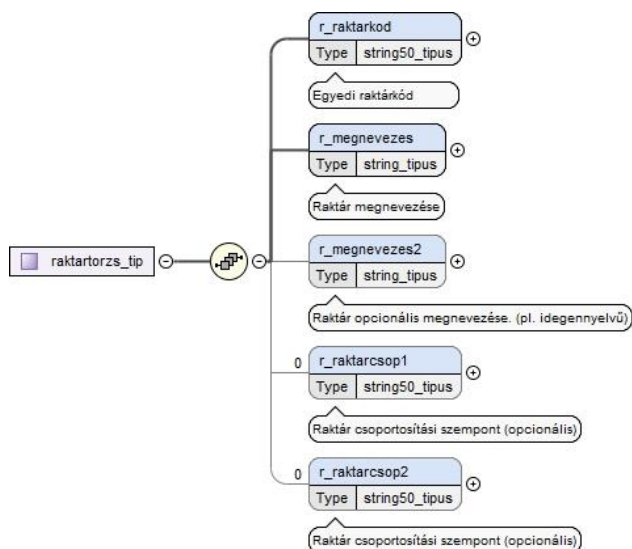 r_raktarkod
Type string50_tipus
Egyedi raktárkód
r_megnevezes
Type string_tipus
Raktár megnevezése
raktartorzs_tip
r_megnevezes2
Type string_tipus
Raktár opcionális megnevezése. (pl. idegennyelvű)
0 r_raktarcsop1
Type string50_tipus
Raktár csoportosítási szempont (opcionális)
0 r_raktarcsop2
Type string50_tipus
Raktár csoportosítási szempont (opcionális)